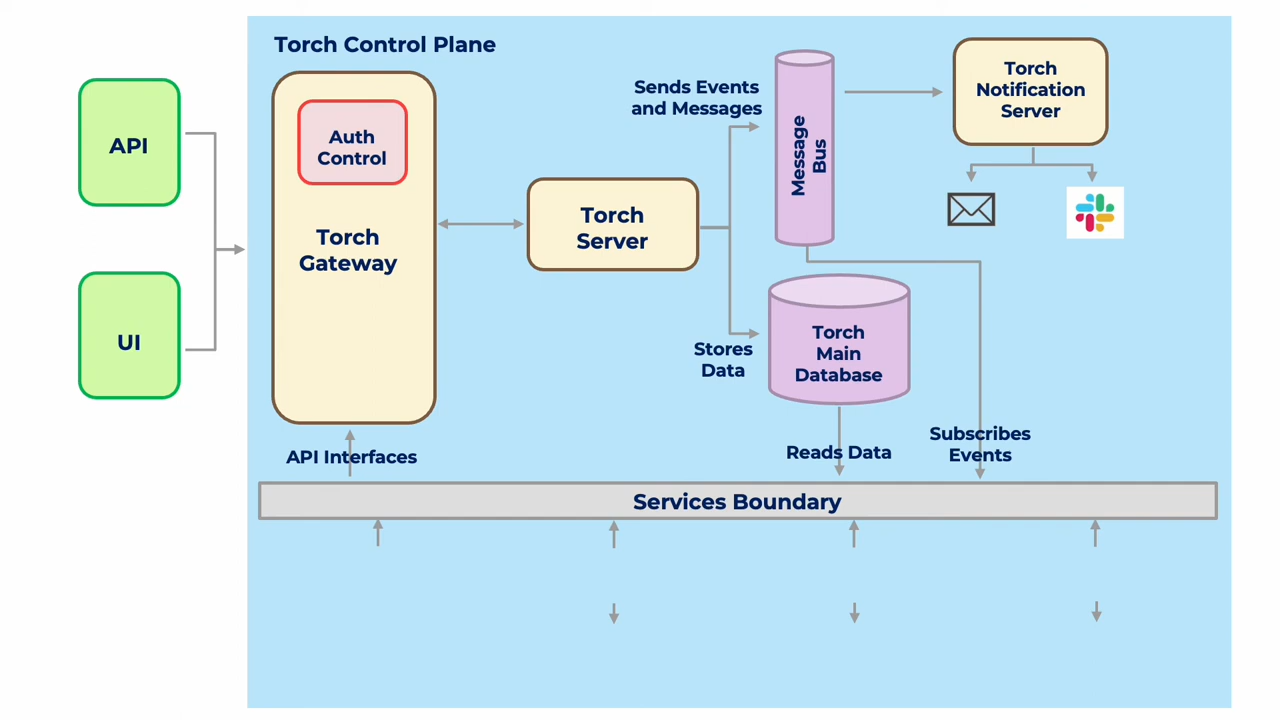 Torch Control Plane
API
UI
Auth
Control
Torch
Gateway
Torch
Server
Sends Events
and Messages
Message
Bus
Torch
Notification
Server
Stores
Data
Torch
Main
Database
API Interfaces
Reads Data
Subscribes
Events
Services Boundary